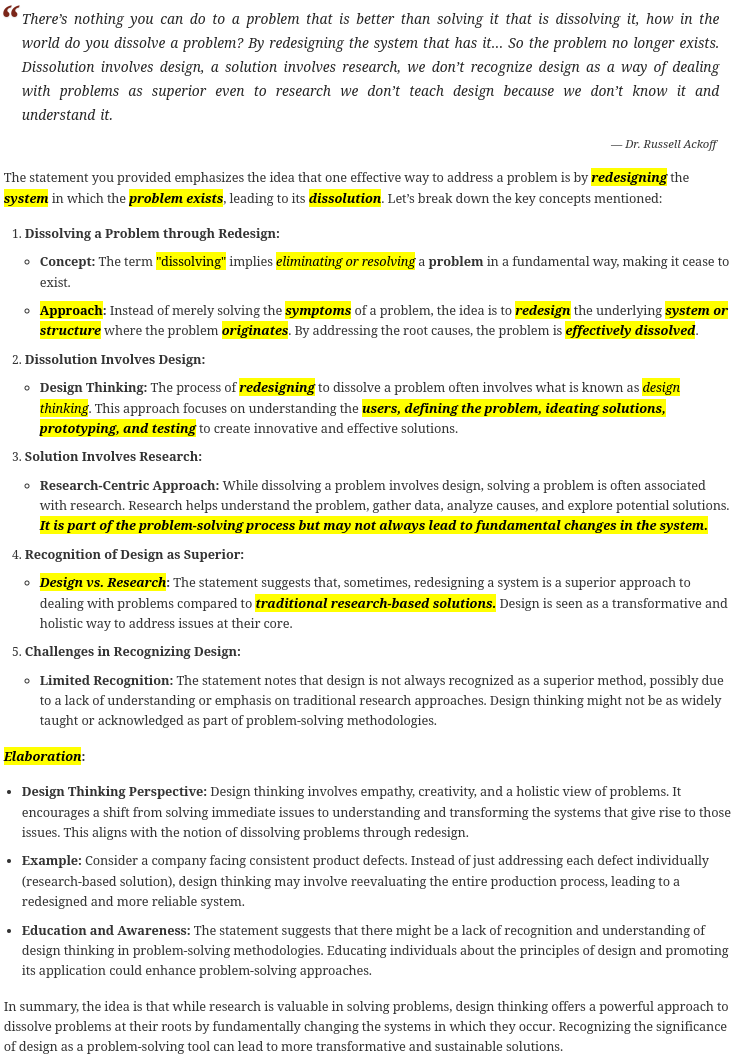 “ There’s nothing you can do to a problem that is better than solving it that is dissolving it, how in the
world do you dissolve a problem? By redesigning the system that has it... So the problem no longer exists.
Dissolution involves design, a solution involves research, we don’t recognize design as a way of dealing
with problems as superior even to research we don’t teach design because we don’t know it and
understand it.
— Dr. Russell Ackoff
The statement you provided emphasizes the idea that one effective way to address a problem is by redesigning the
system in which the problem exists, leading to its dissolution. Let’s break down the key concepts mentioned:
1. Dissolving a Problem through Redesign:
◦ Concept: The term "dissolving" implies eliminating or resolving a problem in a fundamental way, making it cease to
exist.
◦ Approach: Instead of merely solving the symptoms of a problem, the idea is to redesign the underlying system or
structure where the problem originates. By addressing the root causes, the problem is effectively dissolved.
2. Dissolution Involves Design:
◦ Design Thinking: The process of redesigning to dissolve a problem often involves what is known as design
thinking. This approach focuses on understanding the users, defining the problem, ideating solutions,
prototyping, and testing to create innovative and effective solutions.
3. Solution Involves Research:
◦ Research-Centric Approach: While dissolving a problem involves design, solving a problem is often associated
with research. Research helps understand the problem, gather data, analyze causes, and explore potential solutions.
It is part of the problem-solving process but may not always lead to fundamental changes in the system.
4. Recognition of Design as Superior:
◦ Design vs. Research: The statement suggests that, sometimes, redesigning a system is a superior approach to
dealing with problems compared to traditional research-based solutions. Design is seen as a transformative and
holistic way to address issues at their core.
5. Challenges in Recognizing Design:
◦ Limited Recognition: The statement notes that design is not always recognized as a superior method, possibly due
to a lack of understanding or emphasis on traditional research approaches. Design thinking might not be as widely
taught or acknowledged as part of problem-solving methodologies.
Elaboration:
• Design Thinking Perspective: Design thinking involves empathy, creativity, and a holistic view of problems. It
encourages a shift from solving immediate issues to understanding and transforming the systems that give rise to those
issues. This aligns with the notion of dissolving problems through redesign.
• Example: Consider a company facing consistent product defects. Instead of just addressing each defect individually
(research-based solution), design thinking may involve reevaluating the entire production process, leading to a
redesigned and more reliable system.
• Education and Awareness: The statement suggests that there might be a lack of recognition and understanding of
design thinking in problem-solving methodologies. Educating individuals about the principles of design and promoting
its application could enhance problem-solving approaches.
In summary, the idea is that while research is valuable in solving problems, design thinking offers a powerful approach to
dissolve problems at their roots by fundamentally changing the systems in which they occur. Recognizing the significance
of design as a problem-solving tool can lead to more transformative and sustainable solutions.